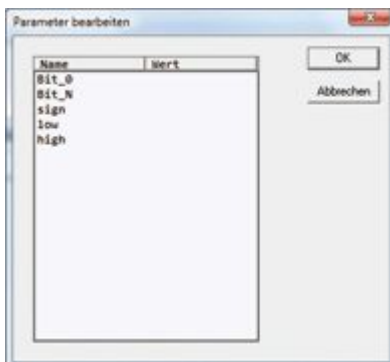 Parameter bearbeiten
OK
Abbrechen
Name Wert
Bit_0
Bit_N
sign
low
high